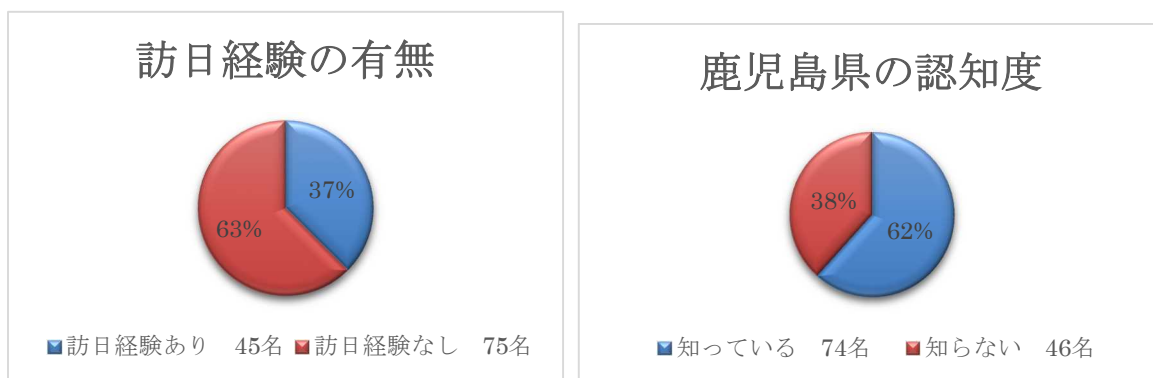 訪日経験の有無
37%
63%
訪日経験あり　45名 訪日経験なし　75名
鹿児島県の認知度
38%
62%
知っている　74名 知らない　46名